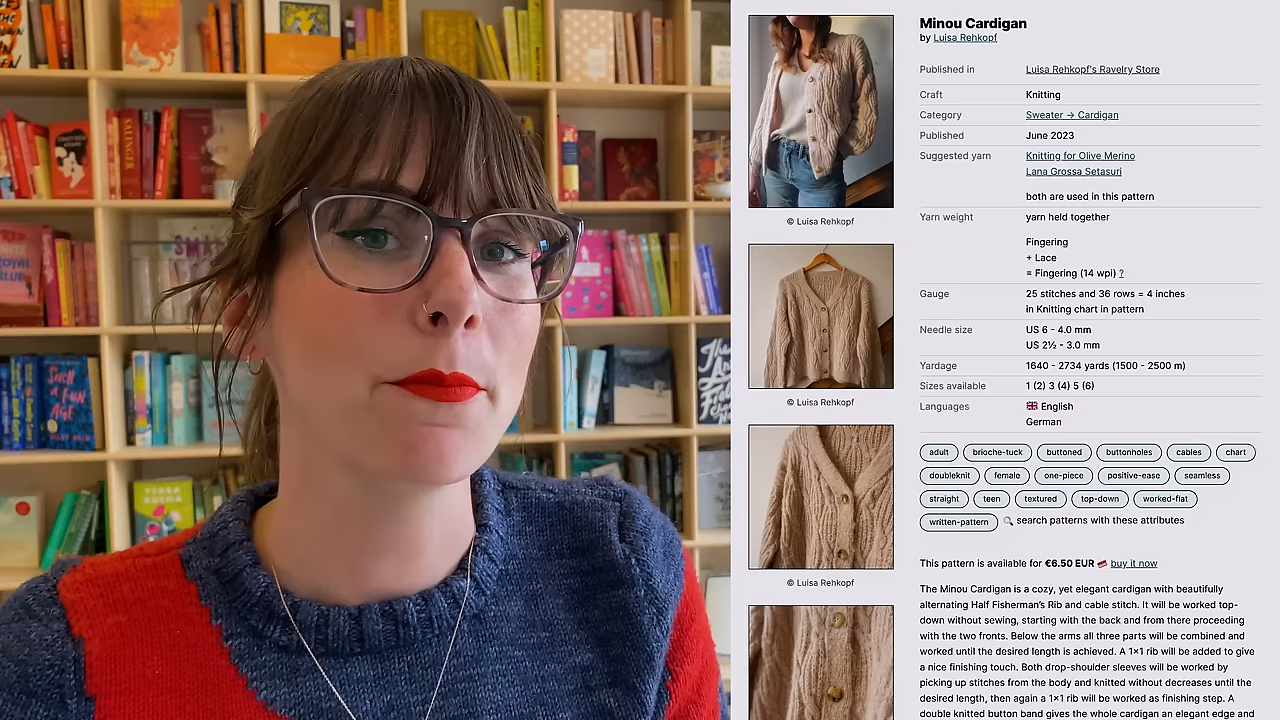 Minou Cardigan
by Luisa Rehkopf
Published in Luisa Rehkopf's Ravelry Store
Craft Knitting
Category Sweater → Cardigan
Published June 2023
Suggested yarn Knitting for Olive Merino
Lana Grossa Setasuri
both are used in this pattern
Yarn weight yarn held together
Fingering
+ Lace
= Fingering (14 wpi) ?
Gauge 25 stitches and 36 rows = 4 inches
in Knitting chart in pattern
Needle size US 6 - 4.0 mm
US 2½ - 3.0 mm
Yardage 1640 - 2734 yards (1500 - 2500 m)
Sizes available 1 (2) 3 (4) 5 (6)
Languages English
German
adult brioche-tuck buttoned buttonholes cables chart
doubleknit female one-piece positive-ease seamless
straight teen textured top-down worked-flat
written-pattern search patterns with these attributes
This pattern is available for €6.50 EUR buy it now
The Minou Cardigan is a cozy, yet elegant cardigan with beautifully
alternating Half Fisherman's Rib and cable stitch. It will be worked top-
down without sewing, starting with the back and from there proceeding
with the two fronts. Below the arms all three parts will be combined and
worked until the desired length is achieved. A 1x1 rib will be added to give
a nice finishing touch. Both drop-shoulder sleeves will be worked by
picking up stitches from the body and knitted without decreases until the
desired length, then again a 1x1 rib will be worked as finishing step. A
double knitted button band gives the whole cardigan an elegant edge and
© Luisa Rehkopf
© Luisa Rehkopf
© Luisa Rehkopf
SALINGER
Such
a FUN
AGE
YERBA
BUENA